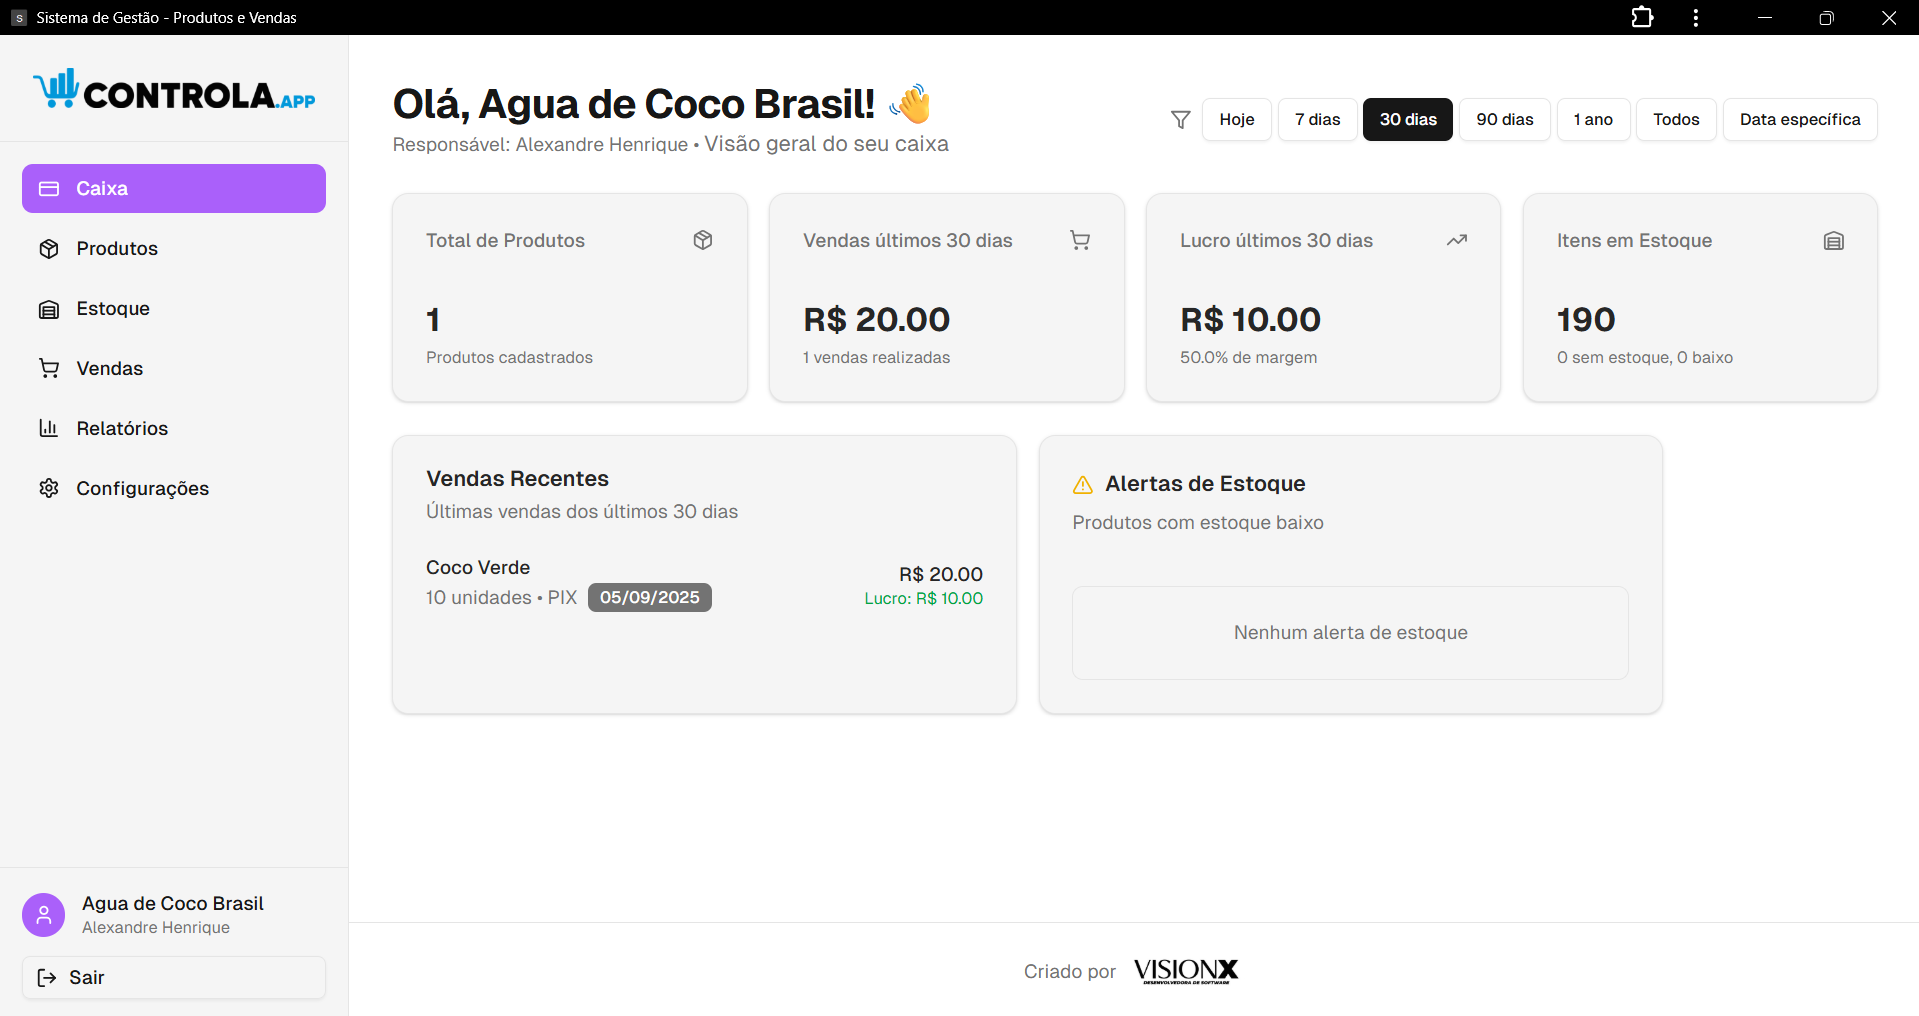 S Sistema de Gestão - Produtos e Vendas
CONTROLA.APP
Caixa
Produtos
Estoque
Vendas
Relatórios
Configurações
Agua de Coco Brasil
Alexandre Henrique
Sair
Olá, Agua de Coco Brasil! 👋
Responsável: Alexandre Henrique • Visão geral do seu caixa
Hoje 7 dias 30 dias 90 dias 1 ano Todos Data específica
Total de Produtos
1
Produtos cadastrados
Vendas últimos 30 dias
R$ 20.00
1 vendas realizadas
Lucro últimos 30 dias
R$ 10.00
50.0% de margem
Itens em Estoque
190
0 sem estoque, 0 baixo
Vendas Recentes
Últimas vendas dos últimos 30 dias
Coco Verde
10 unidades • PIX 05/09/2025
R$ 20.00
Lucro: R$ 10.00
Alertas de Estoque
Produtos com estoque baixo
Nenhum alerta de estoque
Criado por VISIONX
DESENVOLVEDORA DE SOFTWARE